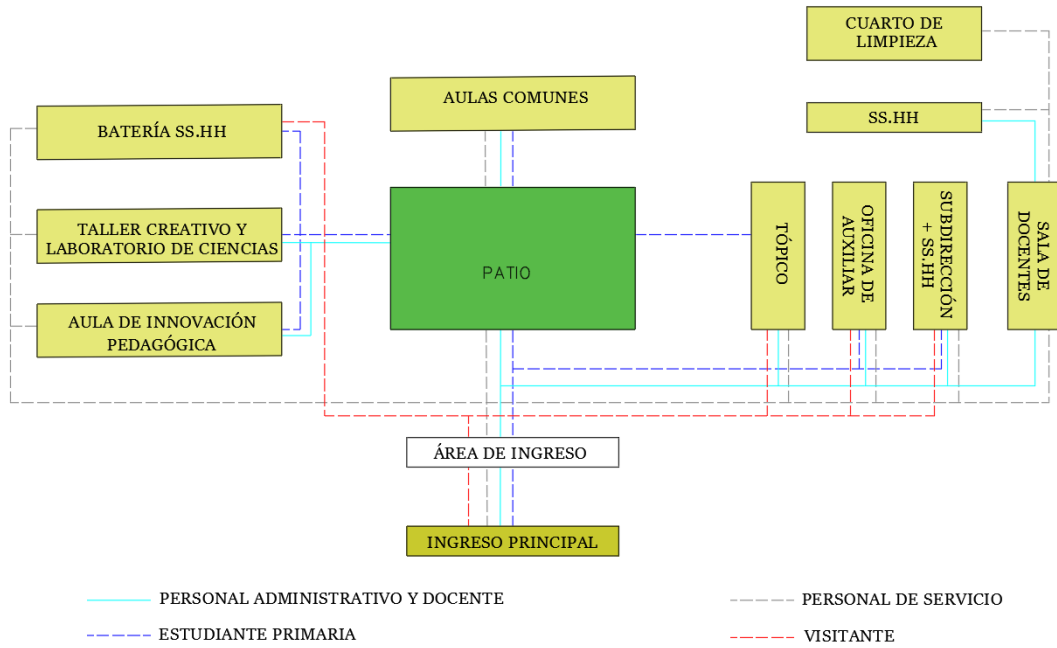 CUARTO DE
LIMPIEZA
AULAS COMUNES
BATERÍA SS.HH
SS.HH
TALLER CREATIVO Y
LABORATORIO DE CIENCIAS
PATIO
TÓPICO
OFICINA DE
AUXILIAR
SUBDIRECCIÓN
+ SS.HH
SALA DE
DOCENTES
AULA DE INNOVACIÓN
PEDAGÓGICA
ÁREA DE INGRESO
INGRESO PRINCIPAL
PERSONAL ADMINISTRATIVO Y DOCENTE
PERSONAL DE SERVICIO
ESTUDIANTE PRIMARIA
VISITANTE